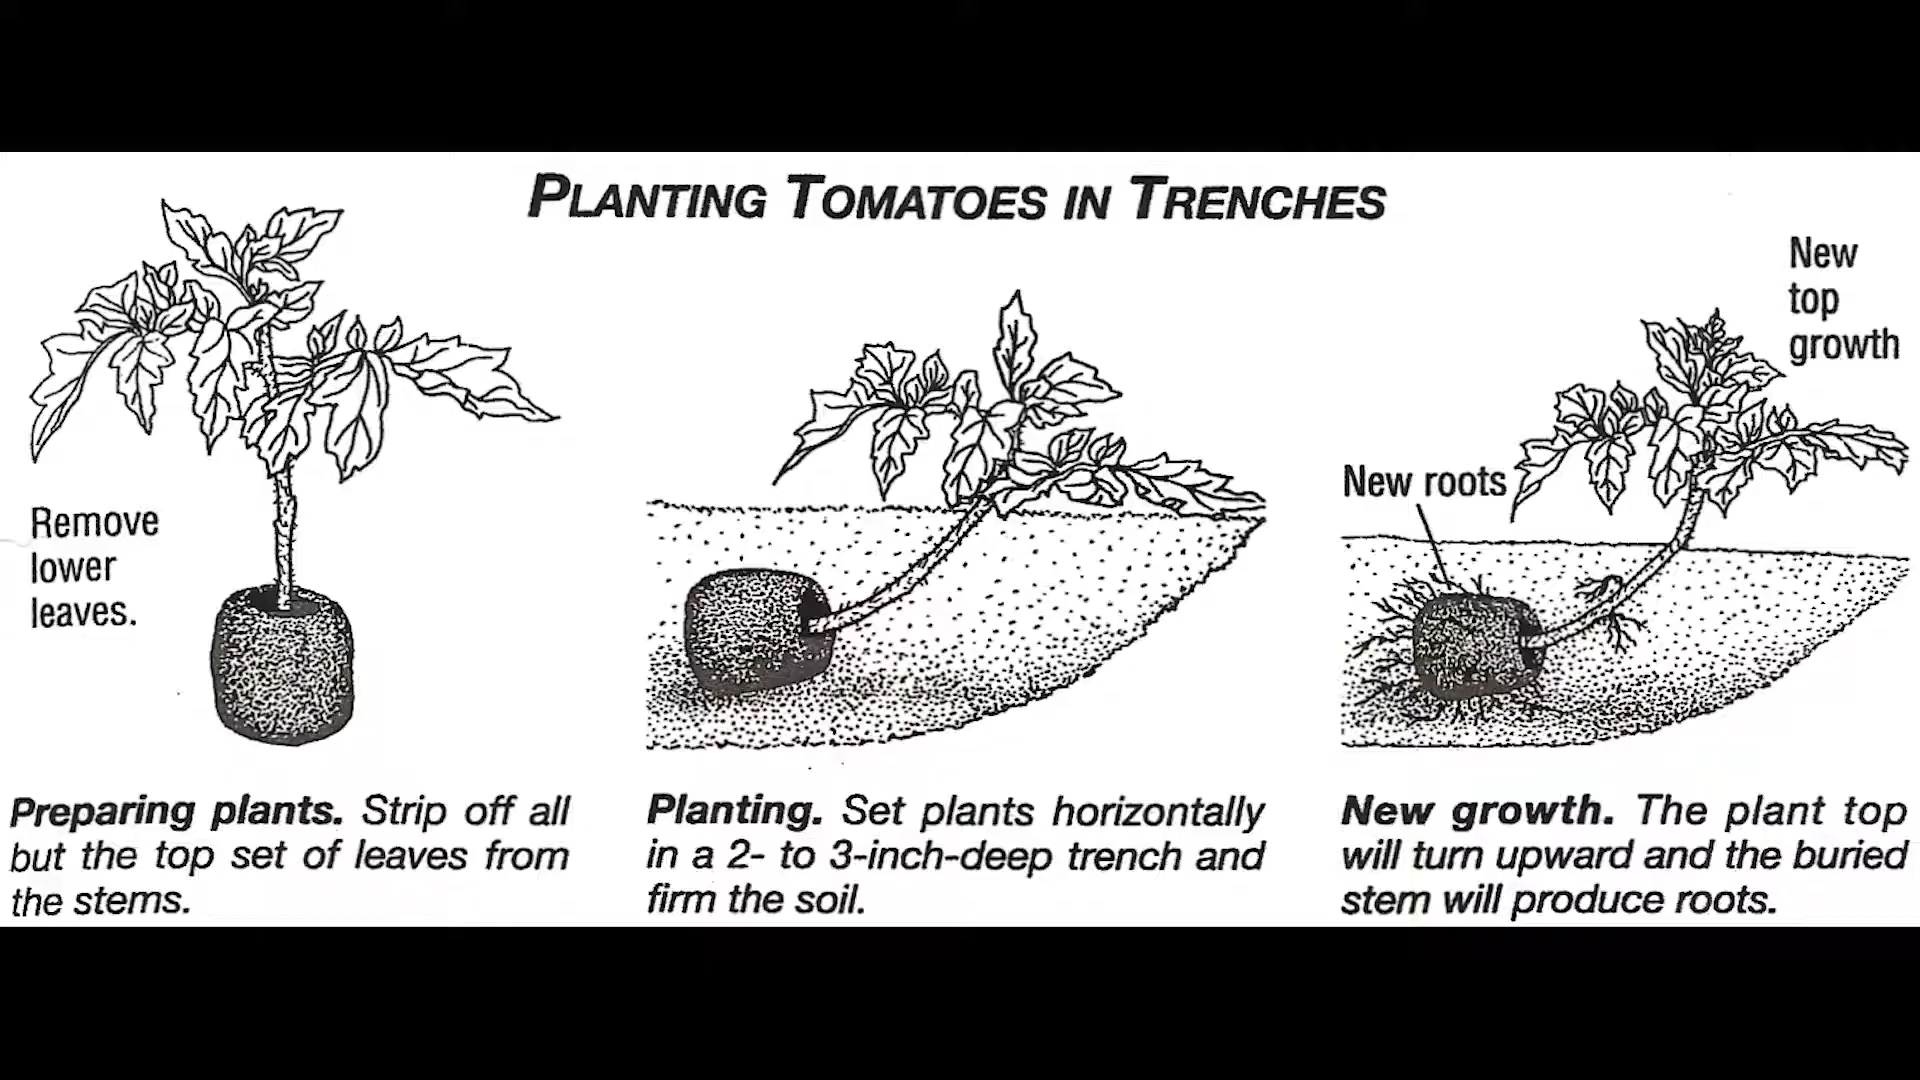 PLANTING TOMATOES IN TRENCHES
Remove
lower
leaves.
New roots
New
top
growth
Preparing plants. Strip off all
but the top set of leaves from
the stems.
Planting. Set plants horizontally
in a 2- to 3-inch-deep trench and
firm the soil.
New growth. The plant top
will turn upward and the buried
stem will produce roots.